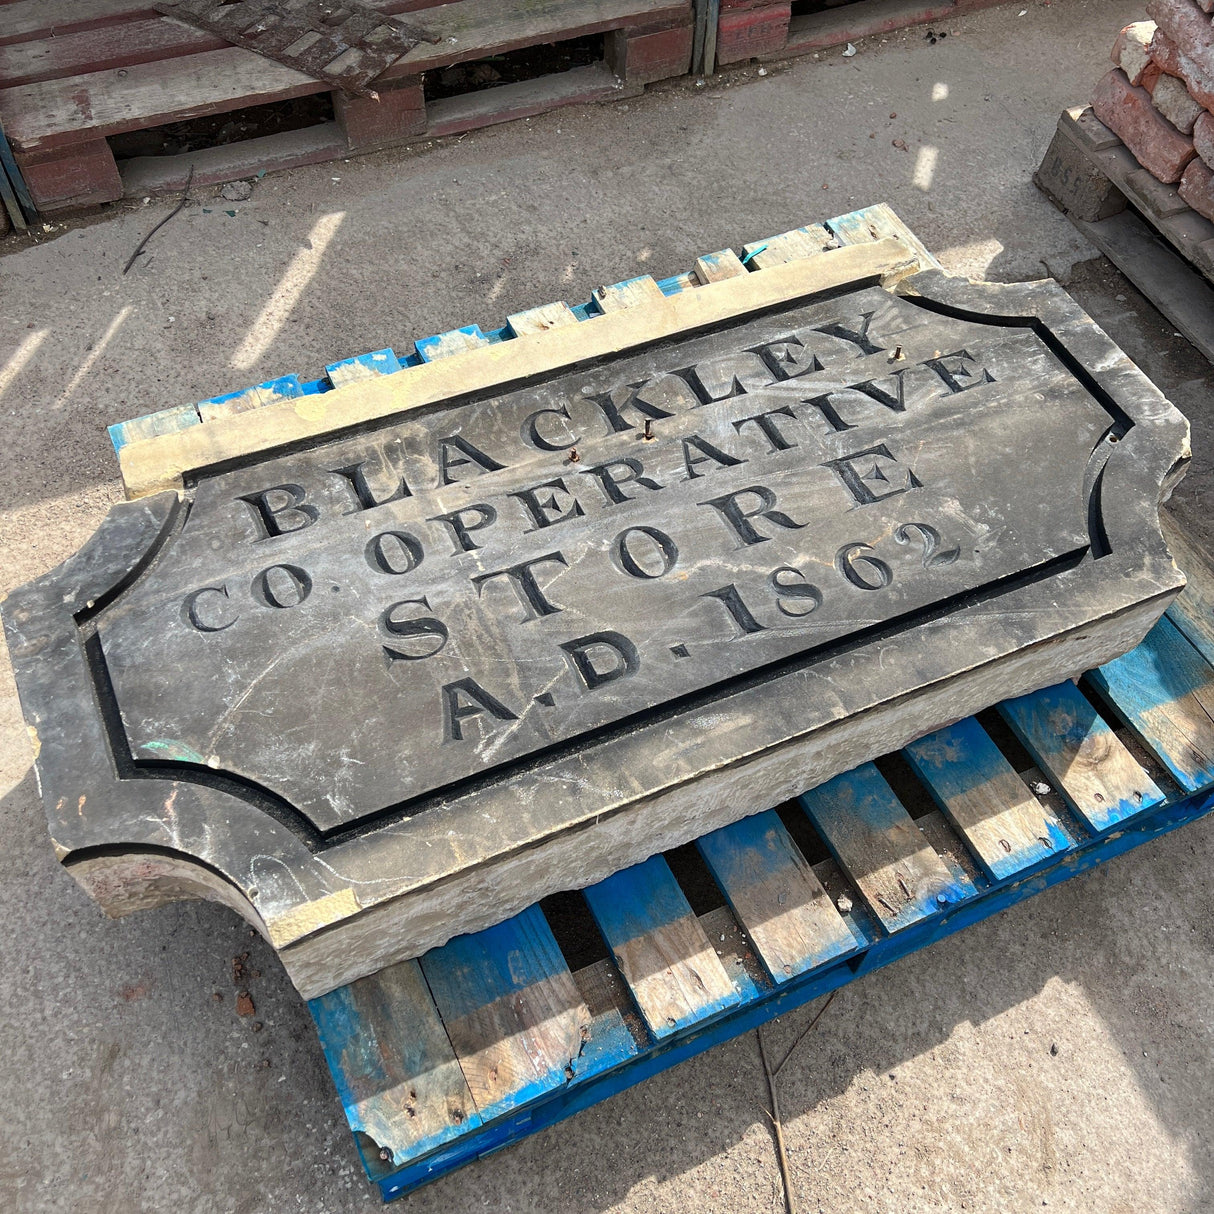 BLACKLEY
CO·OPERATIVE
STORE
A.D. 1862